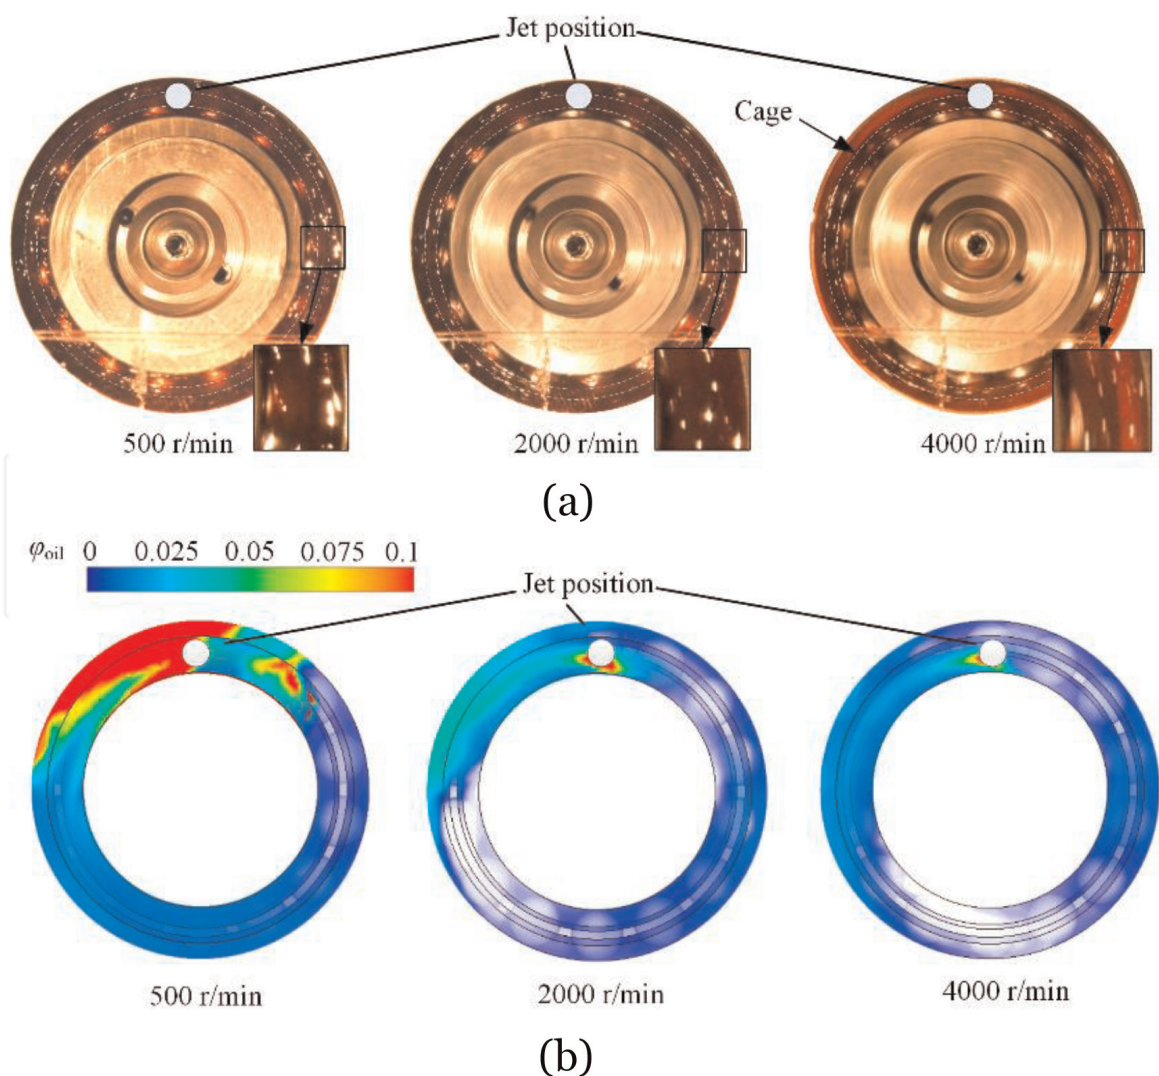 Jet position
Cage
500 r/min
2000 r/min
4000 r/min
(a)
φoil 0 0.025 0.05 0.075 0.1
Jet position
500 r/min
2000 r/min
4000 r/min
(b)